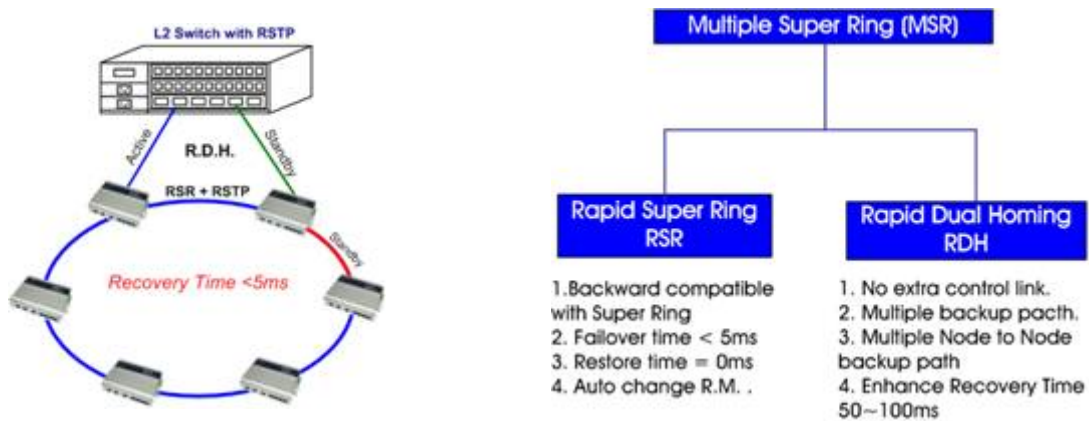 L2 Switch with RSTP
Active
Standby
R.D.H.
RSR + RSTP
Standby
Recovery Time <5ms
Multiple Super Ring (MSR)
Rapid Super Ring
RSR
1.Backward compatible
with Super Ring
2. Failover time < 5ms
3. Restore time = 0ms
4. Auto change R.M. .
Rapid Dual Homing
RDH
1. No extra control link.
2. Multiple backup pacth.
3. Multiple Node to Node
backup path
4. Enhance Recovery Time
50~100ms